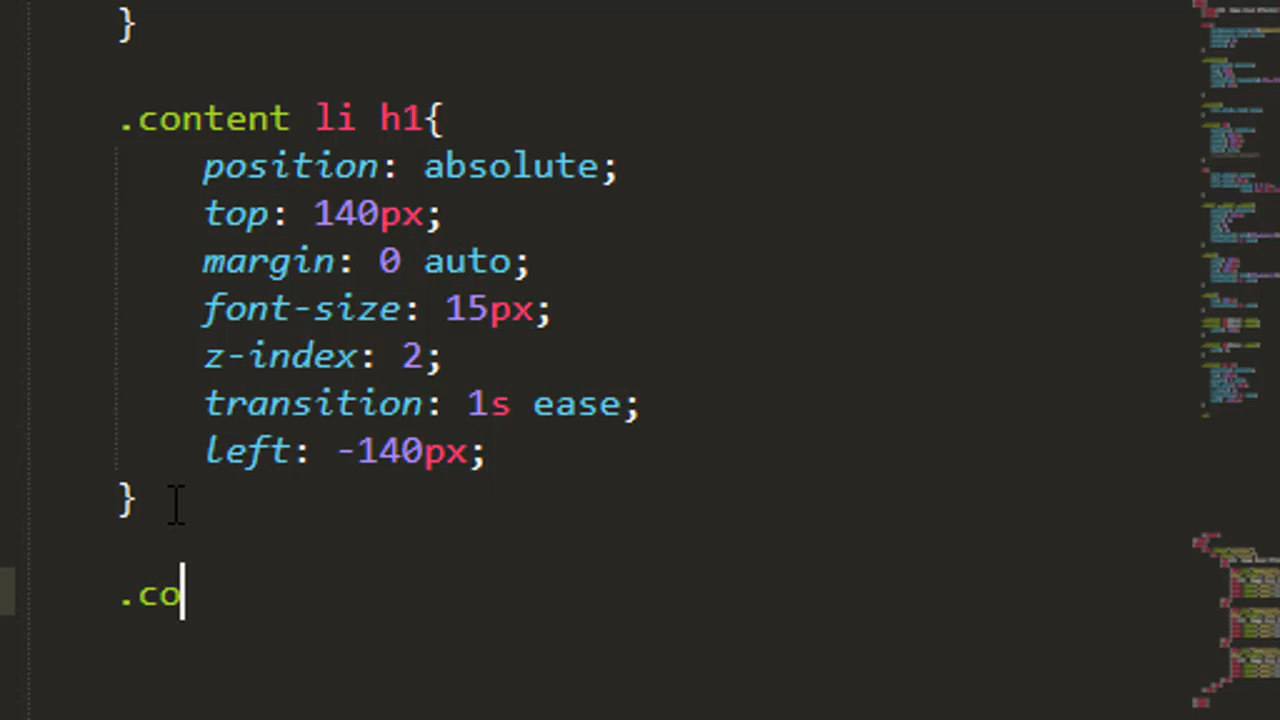 }
.content li h1{
position: absolute;
top: 140px;
margin: 0 auto;
font-size: 15px;
z-index: 2;
transition: 1s ease;
left: -140px;
}
.co